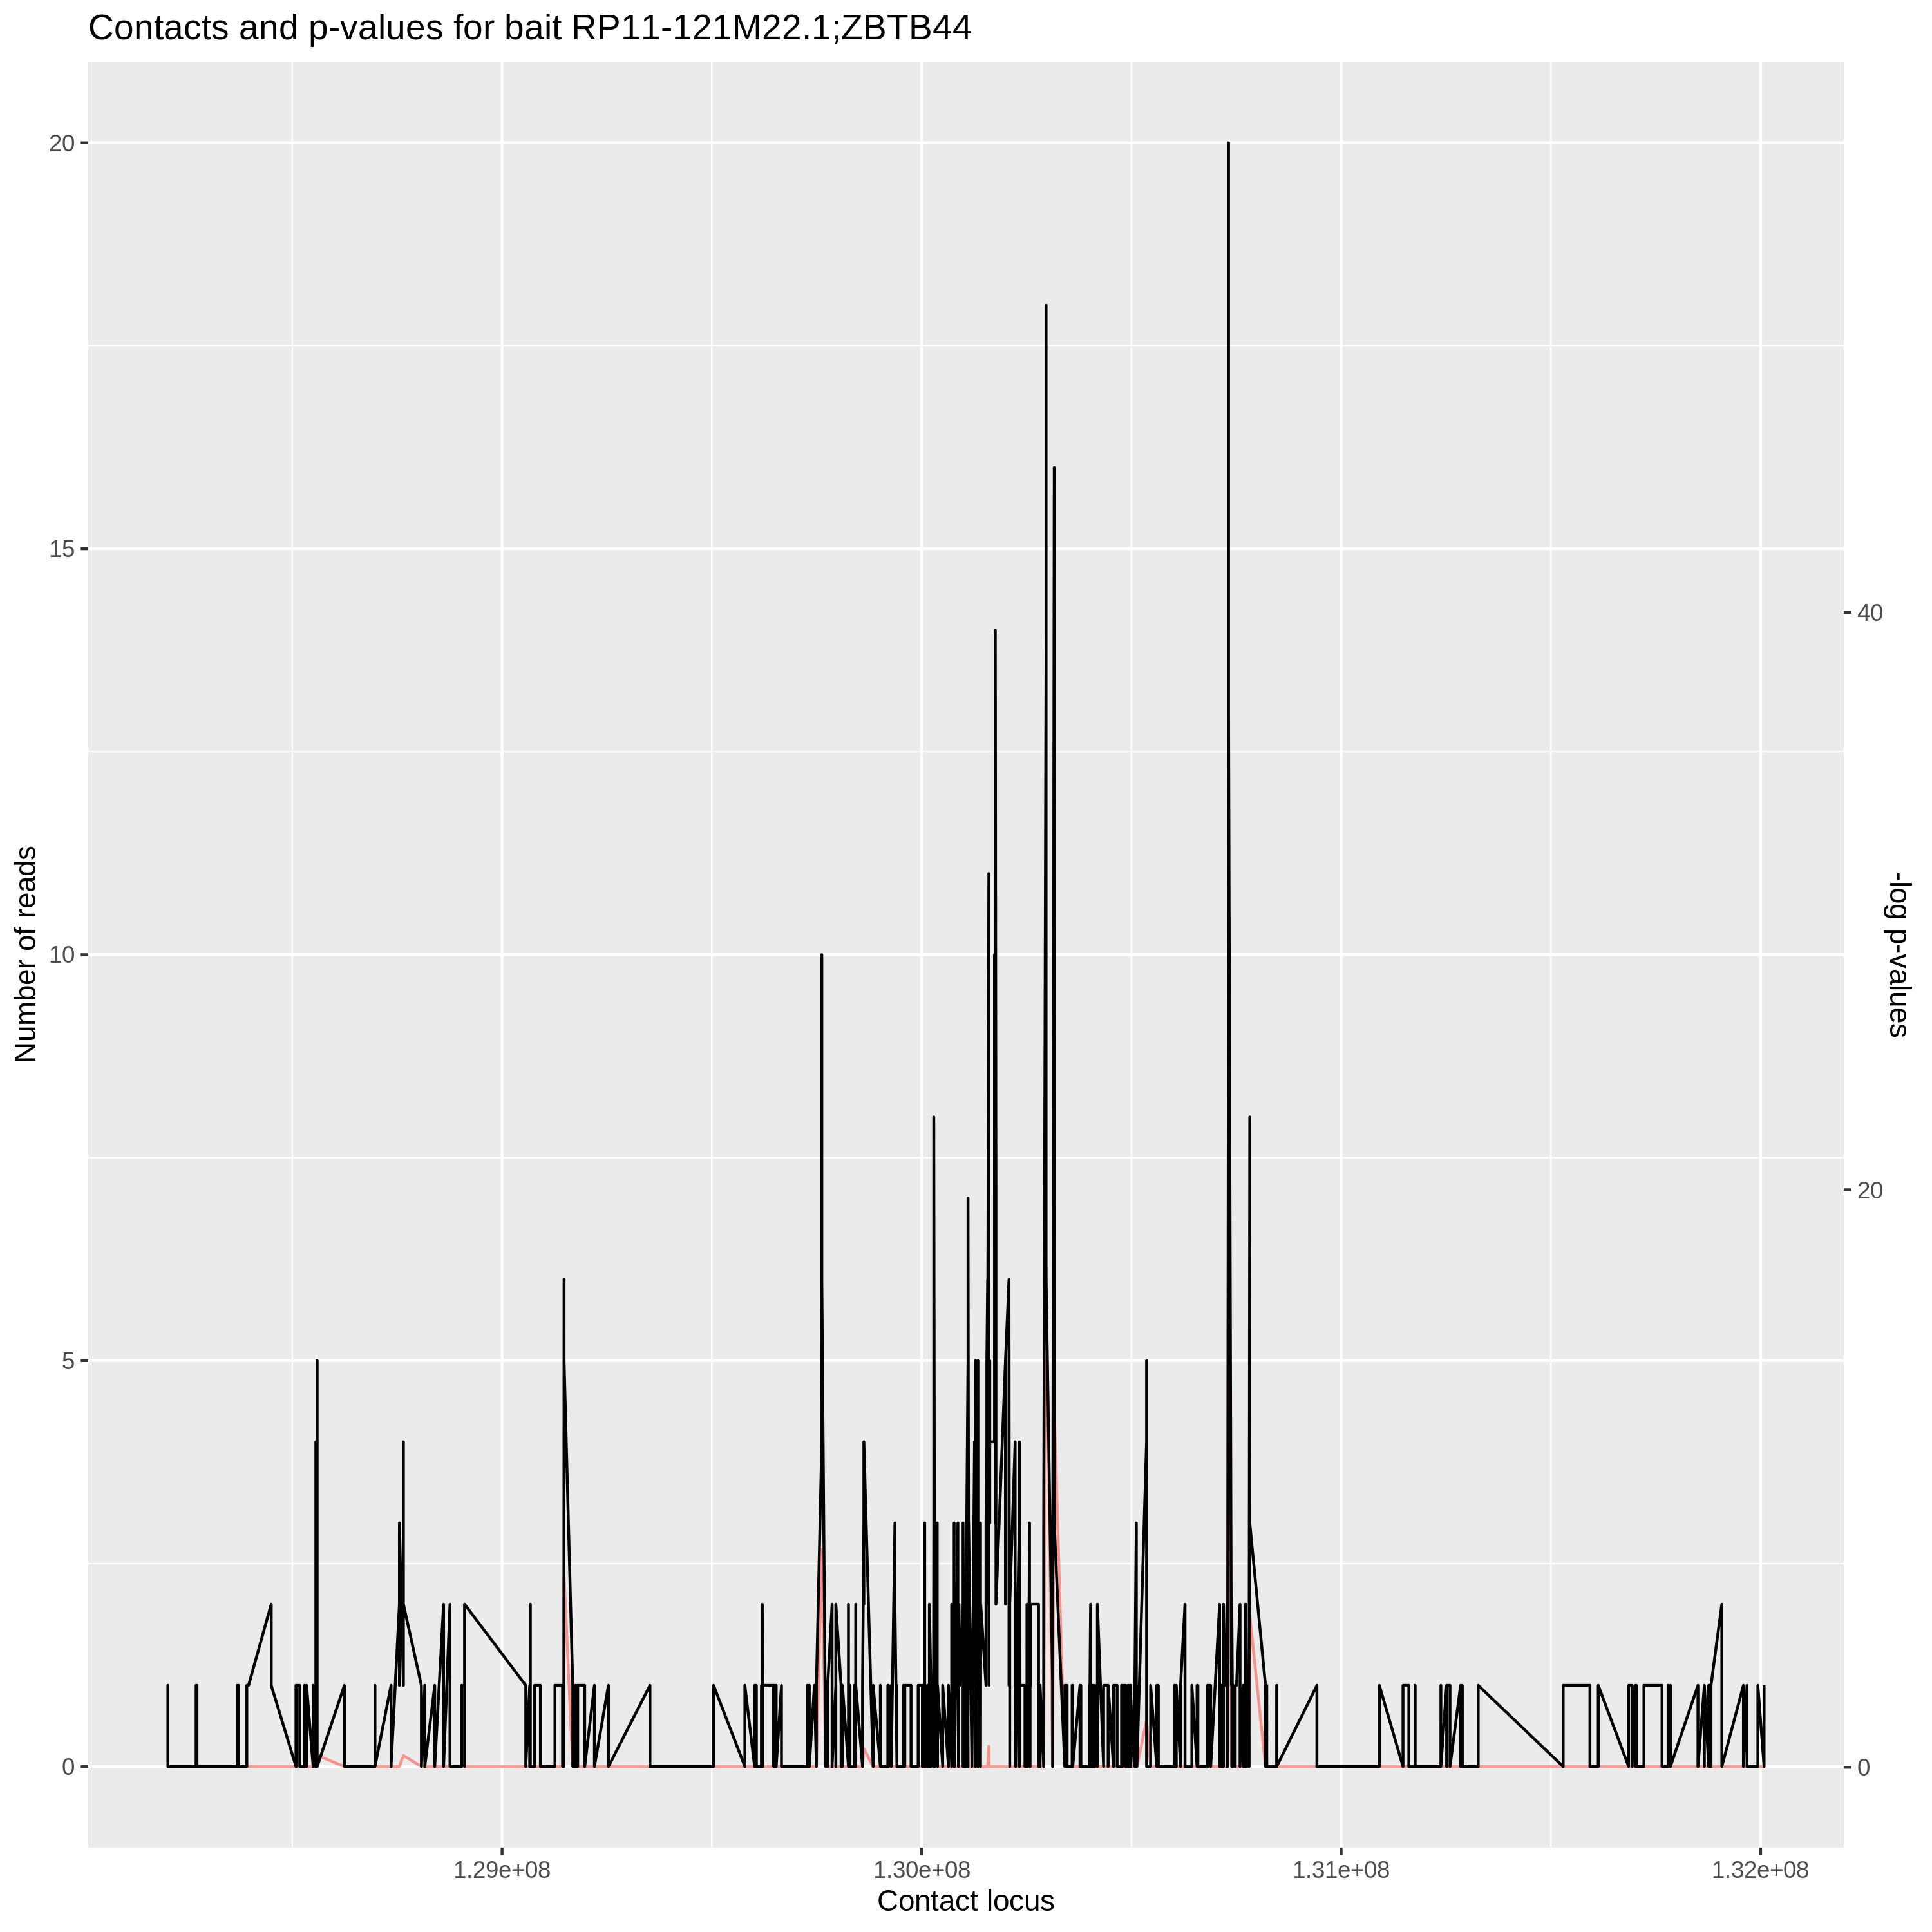 Contacts and p-values for bait RP11-121M22.1;ZBTB44
20
15
10
5
0
Number of reads
40
20
0
-log p-values
1.29e+08
1.30e+08
1.31e+08
1.32e+08
Contact locus